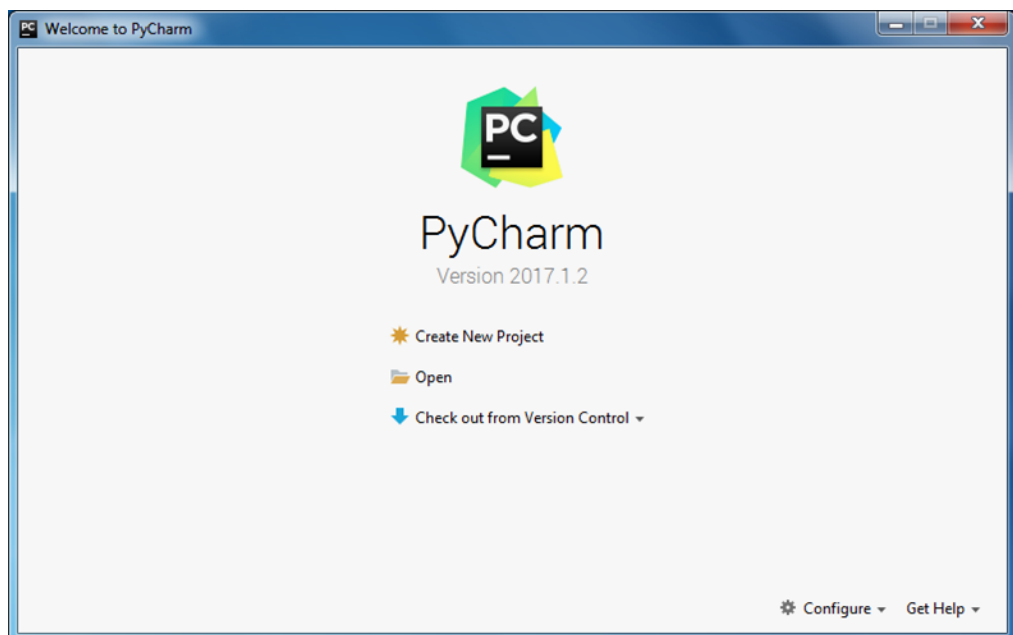 Welcome to PyCharm
PC
PyCharm
Version 2017.1.2
Create New Project
Open
Check out from Version Control
Configure Get Help